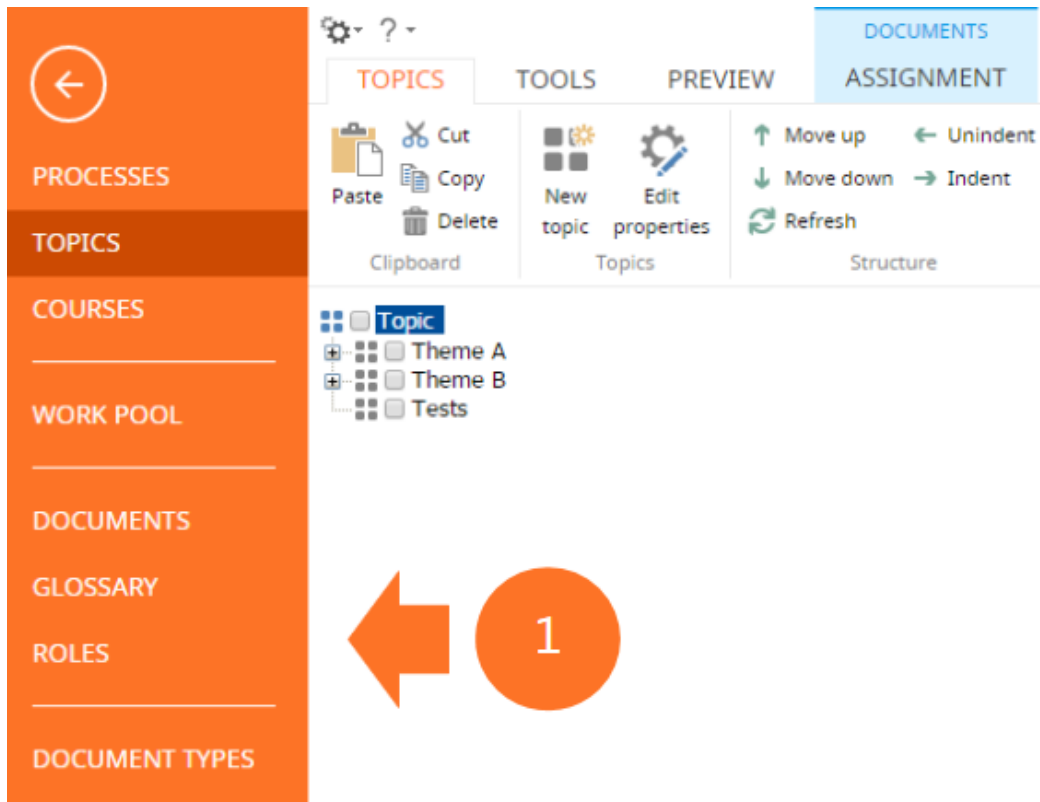 ?
DOCUMENTS
TOPICS TOOLS PREVIEW ASSIGNMENT
Paste
Cut
Copy
Delete
Clipboard
New
topic
Edit
properties
Topics
Move up
Move down
Refresh
Unindent
Indent
Structure
PROCESSES
TOPICS
COURSES
WORK POOL
DOCUMENTS
GLOSSARY
ROLES
DOCUMENT TYPES
Topic
Theme A
Theme B
Tests
1